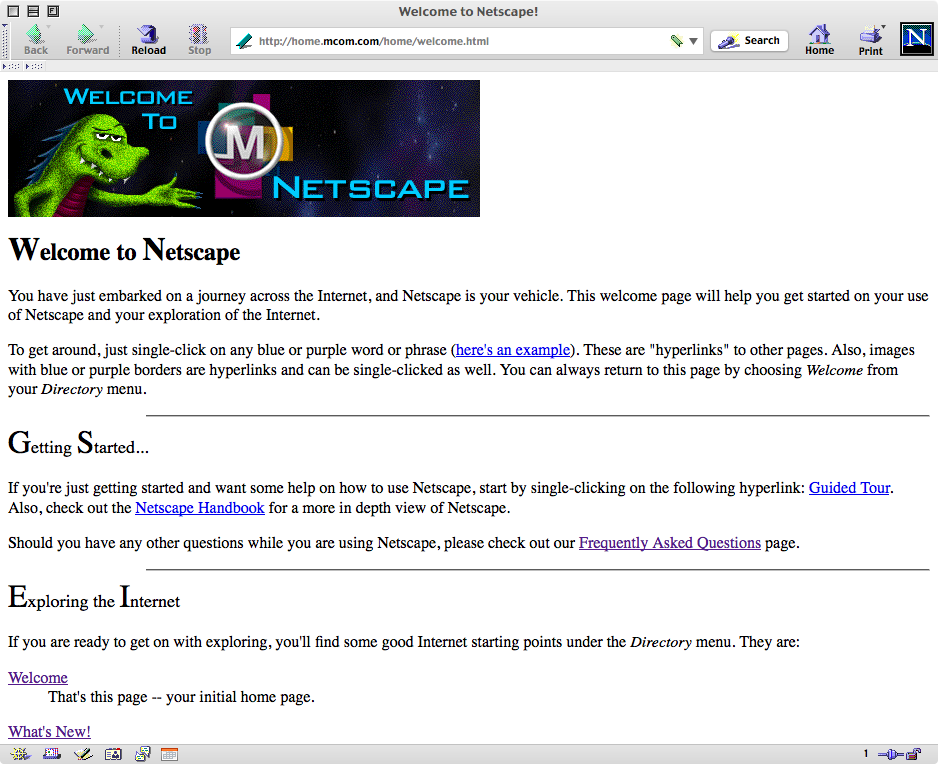 Welcome to Netscape!
Back
Forward
Reload
Stop
http://home.mcom.com/home/welcome.html
Search
Home
Print
N
WELCOME
TO
M
NETSCAPE
Welcome to Netscape
You have just embarked on a journey across the Internet, and Netscape is your vehicle. This welcome page will help you get started on your use
of Netscape and your exploration of the Internet.
To get around, just single-click on any blue or purple word or phrase (here's an example). These are "hyperlinks" to other pages. Also, images
with blue or purple borders are hyperlinks and can be single-clicked as well. You can always return to this page by choosing Welcome from
your Directory menu.
Getting Started...
If you're just getting started and want some help on how to use Netscape, start by single-clicking on the following hyperlink: Guided Tour.
Also, check out the Netscape Handbook for a more in depth view of Netscape.
Should you have any other questions while you are using Netscape, please check out our Frequently Asked Questions page.
Exploring the Internet
If you are ready to get on with exploring, you'll find some good Internet starting points under the Directory menu. They are:
Welcome
That's this page -- your initial home page.
What's New!
1